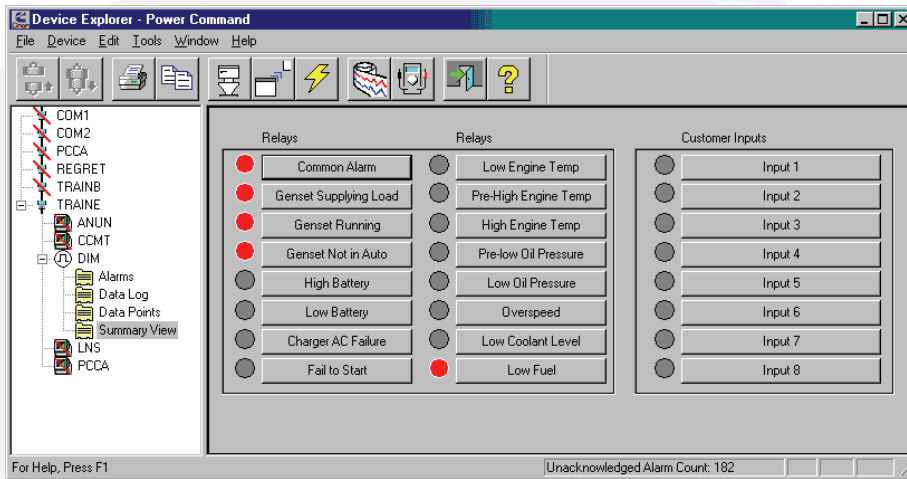 Device Explorer - Power Command
File Device Edit Tools Window Help
COM1
COM2
PCCA
REGRET
TRAINB
TRAINE
ANUN
CCMT
DIM
Alarms
Data Log
Data Points
Summary View
LNS
PCCA
Relays
Common Alarm
Genset Supplying Load
Genset Running
Genset Not in Auto
High Battery
Low Battery
Charger AC Failure
Fail to Start
Relays
Low Engine Temp
Pre-High Engine Temp
High Engine Temp
Pre-low Oil Pressure
Low Oil Pressure
Overspeed
Low Coolant Level
Low Fuel
Customer Inputs
Input 1
Input 2
Input 3
Input 4
Input 5
Input 6
Input 7
Input 8
For Help, Press F1
Unacknowledged Alarm Count: 182